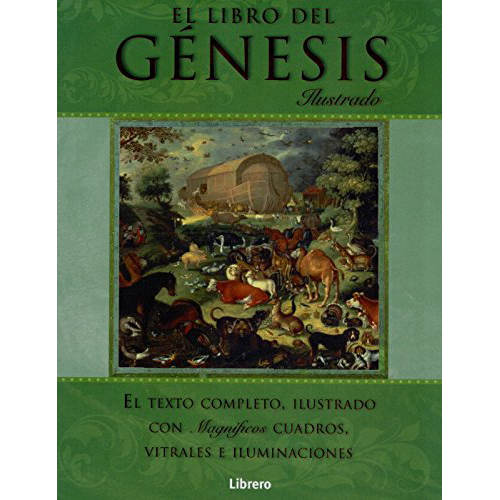 EL LIBRO DEL
GÉNESIS
Ilustrado
EL TEXTO COMPLETO, ILUSTRADO
CON Magníficos CUADROS,
VITRALES E ILUMINACIONES
Librero